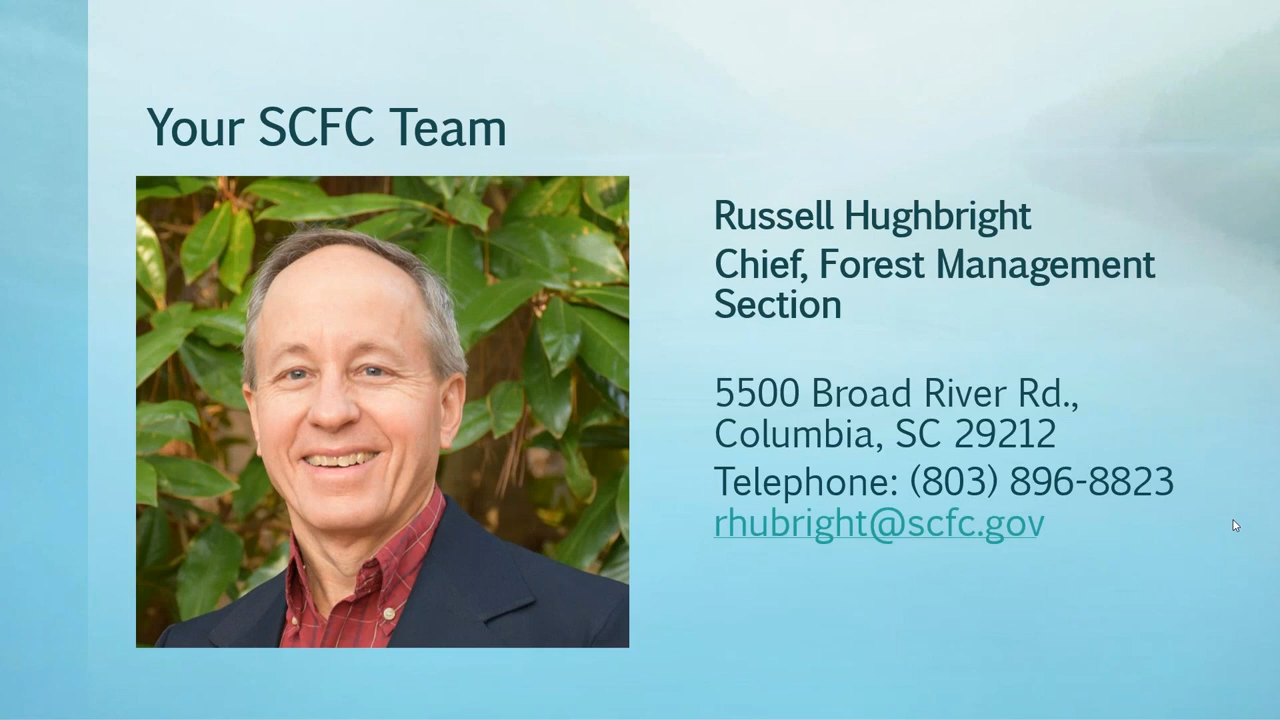 Your SCFC Team
Russell Hughbright
Chief, Forest Management
Section
5500 Broad River Rd.,
Columbia, SC 29212
Telephone: (803) 896-8823
rhubright@scfc.gov